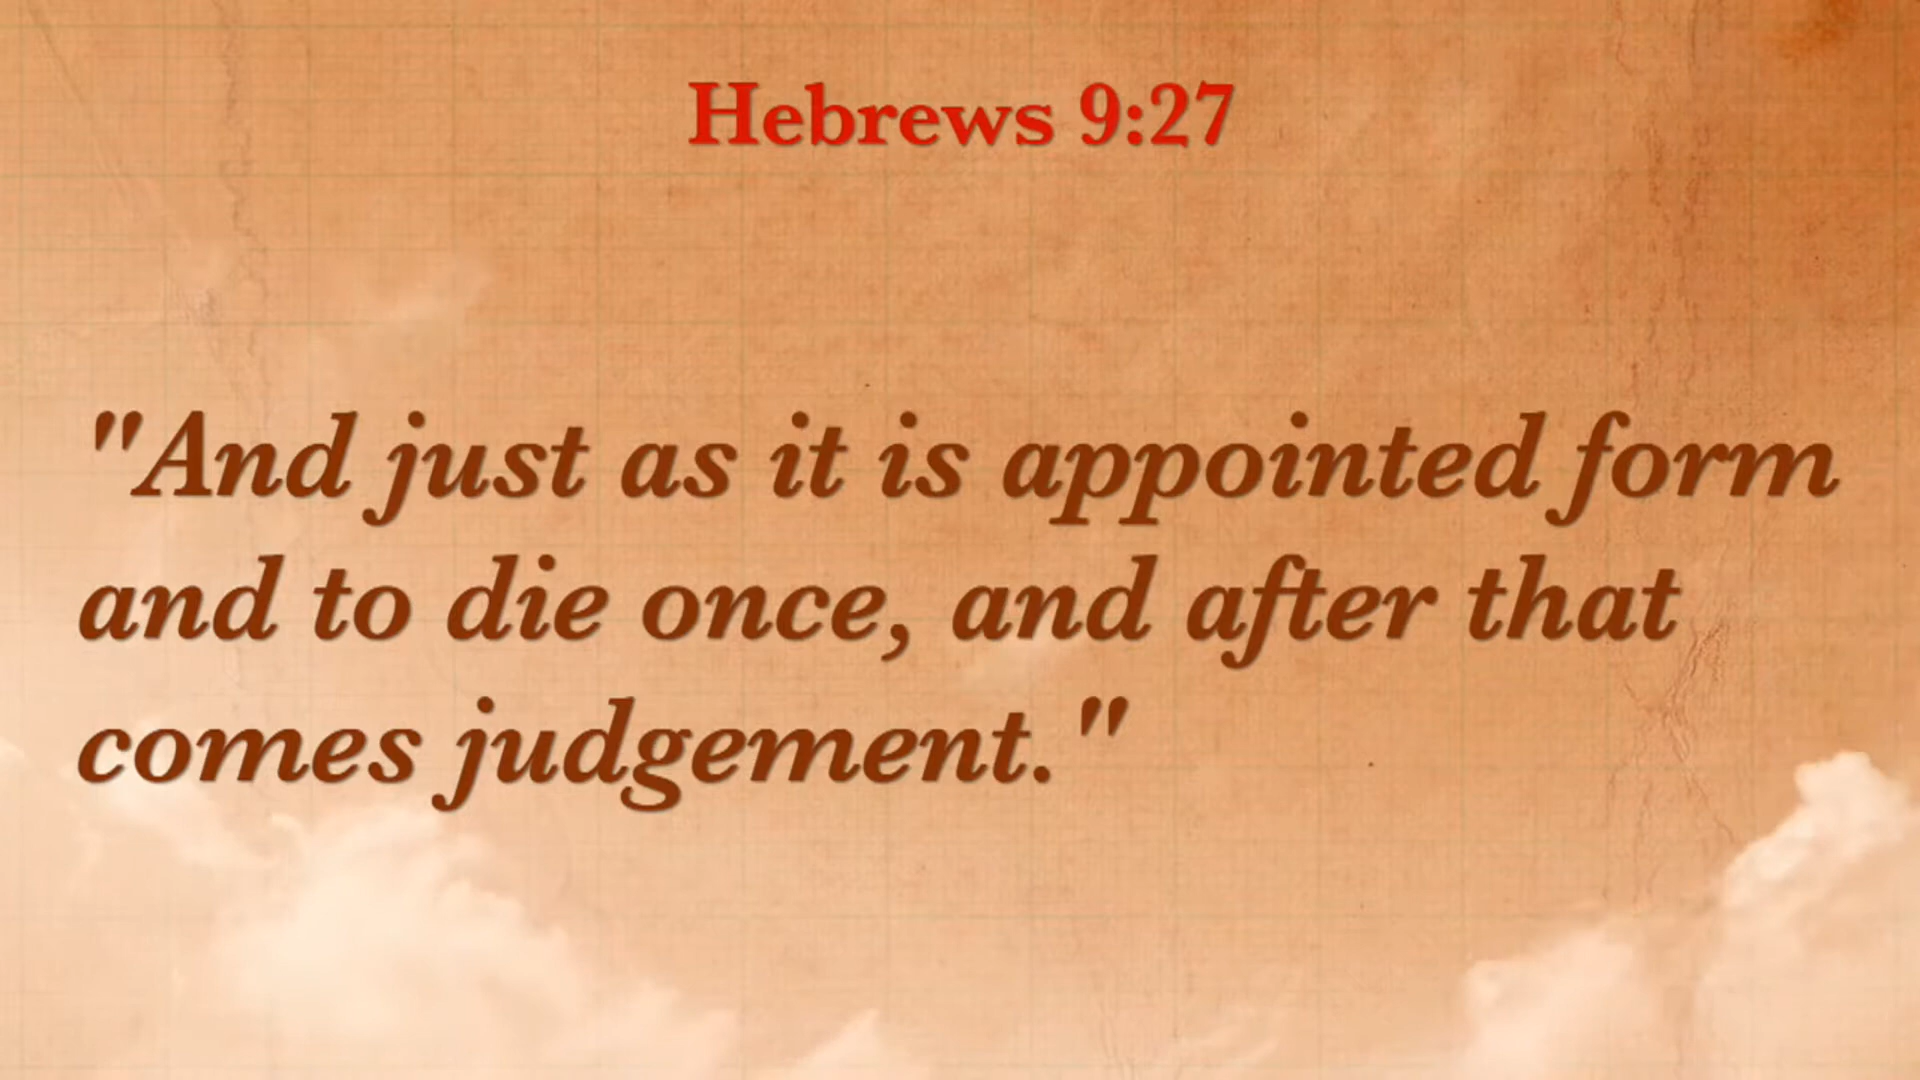 Hebrews 9:27
"And just as it is appointed form
and to die once, and after that
comes judgement."